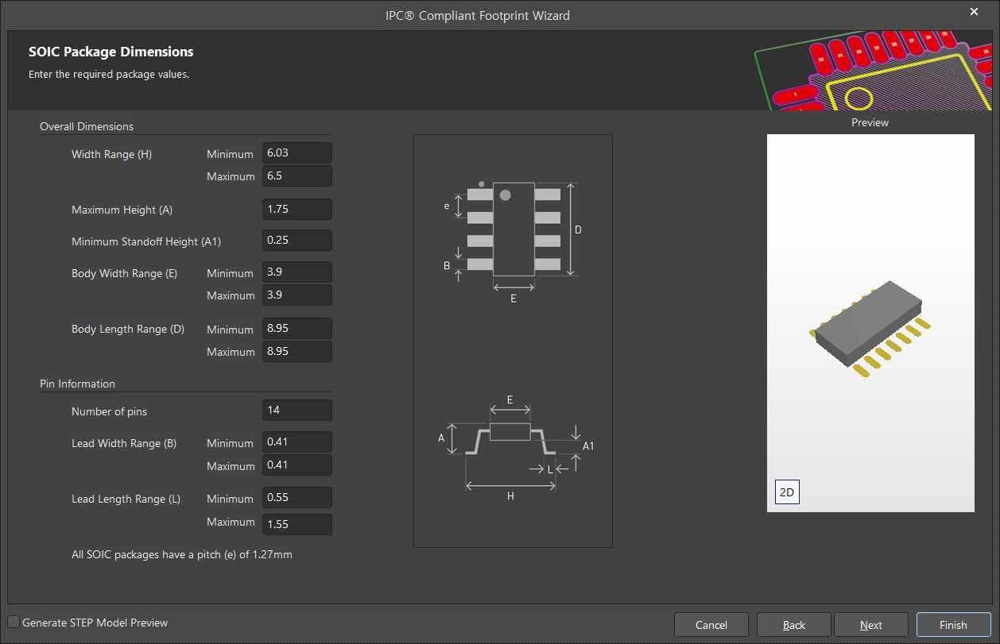 IPC® Compliant Footprint Wizard
SOIC Package Dimensions
Enter the required package values.
1
Preview
Overall Dimensions
Width Range (H) Minimum 6.03
Maximum 6.5
Maximum Height (A) 1.75
Minimum Standoff Height (A1) 0.25
Body Width Range (E) Minimum 3.9
Maximum 3.9
Body Length Range (D) Minimum 8.95
Maximum 8.95
Pin Information
Number of pins 14
Lead Width Range (B) Minimum 0.41
Maximum 0.41
Lead Length Range (L) Minimum 0.55
Maximum 1.55
All SOIC packages have a pitch (e) of 1.27mm
e
D
B
E
E
A
A1
L
H
2D
Generate STEP Model Preview
Cancel
Back
Next
Finish